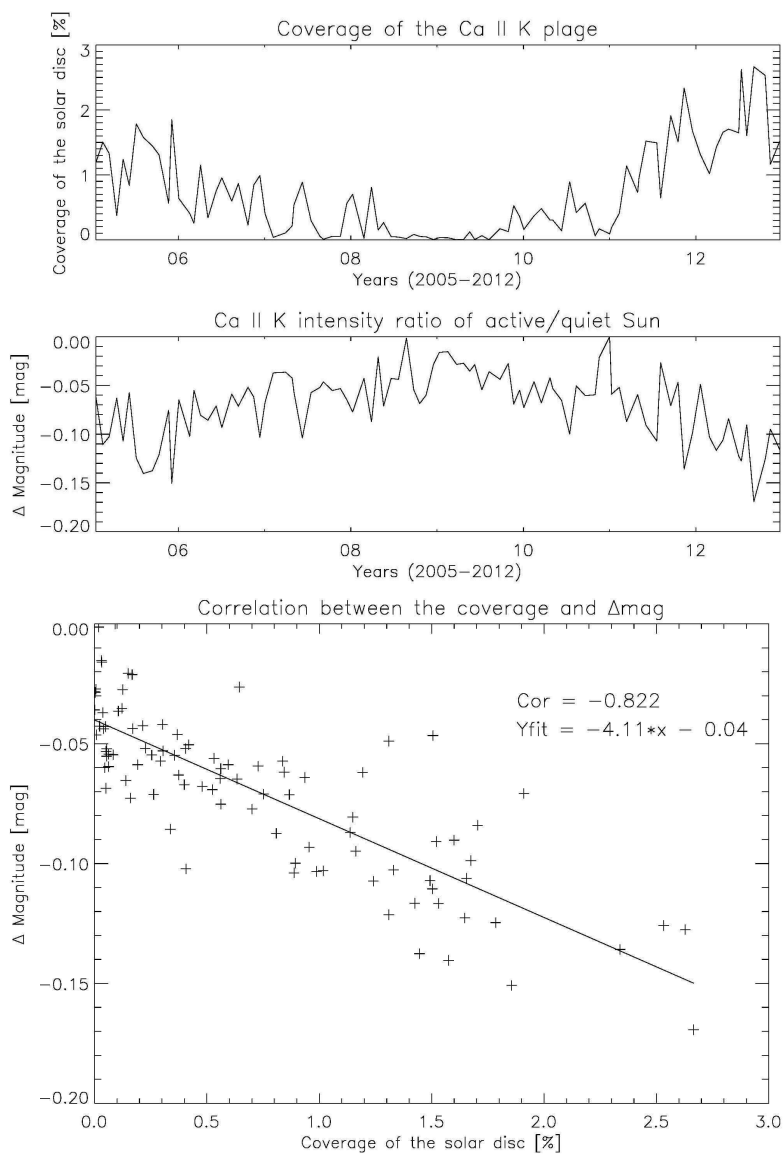 Coverage of the Ca II K plage
Coverage of the solar disc [%]
3
2
1
0
06
08
10
12
Years (2005-2012)
Ca II K intensity ratio of active/quiet Sun
Δ Magnitude [mag]
0.00
-0.05
-0.10
-0.15
-0.20
06
08
10
12
Years (2005-2012)
Correlation between the coverage and Δmag
Δ Magnitude [mag]
0.00
-0.05
-0.10
-0.15
-0.20
Cor = -0.822
Yfit = -4.11*x - 0.04
0.0
0.5
1.0
1.5
2.0
2.5
3.0
Coverage of the solar disc [%]